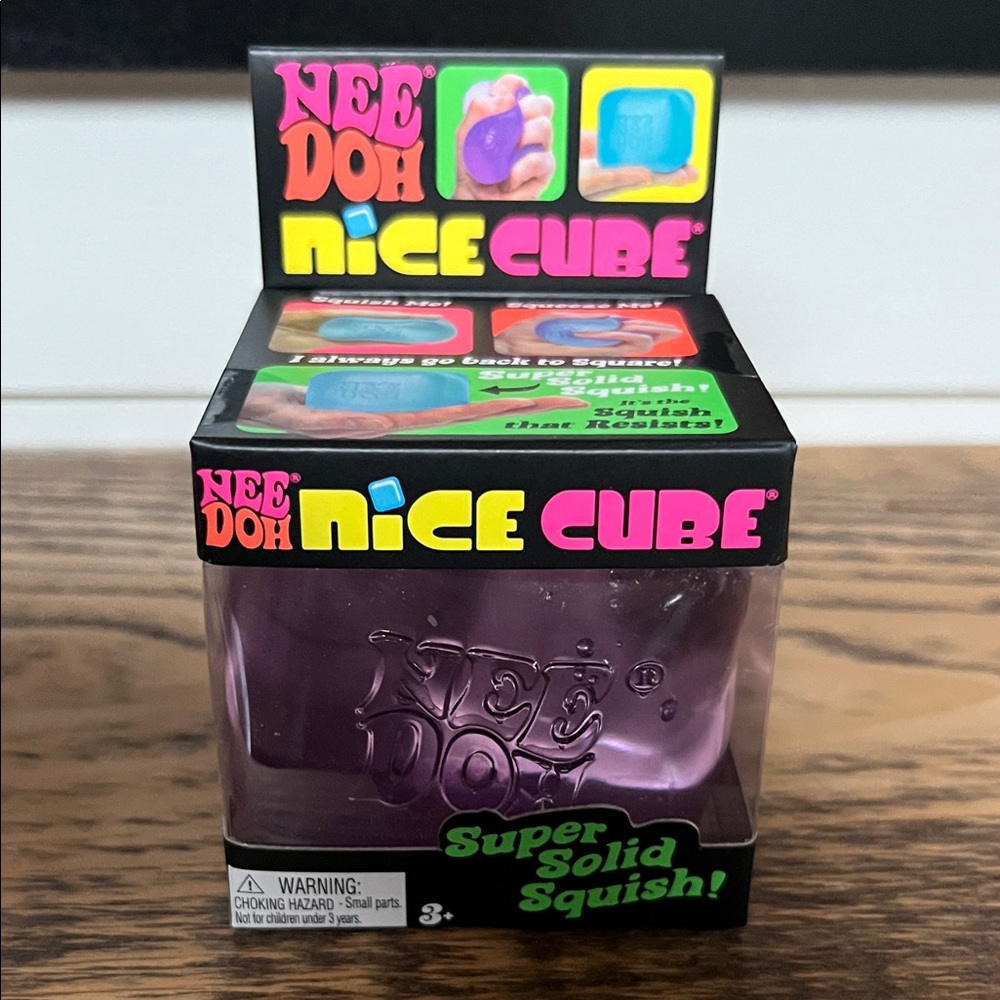 NEE®
DOH
NICE CUBE®
Squish Me! Squeeze Me!
I always go back to Square!
Super
Solid
Squish!
It's the
Squish
that Resists!
NEE®
DOH
NICE CUBE®
NEE®
DOH
Super
Solid
Squish!
WARNING:
CHOKING HAZARD - Small parts.
Not for children under 3 years.
3+